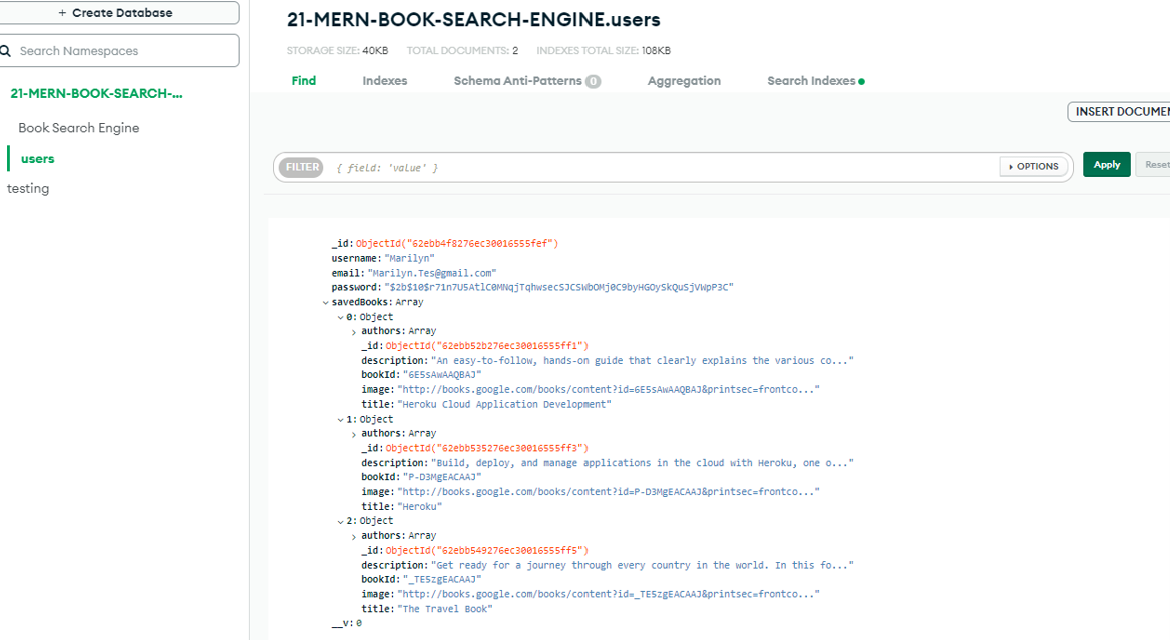 + Create Database
Search Namespaces
21-MERN-BOOK-SEARCH-...
Book Search Engine
users
testing
21-MERN-BOOK-SEARCH-ENGINE.users
STORAGE SIZE: 40KB TOTAL DOCUMENTS: 2 INDEXES TOTAL SIZE: 108KB
Find Indexes Schema Anti-Patterns 0 Aggregation Search Indexes
INSERT DOCUMEN
FILTER { field: 'value' } OPTIONS Apply Reset
_id: ObjectId("62ebb4f8276ec30016555fef")
username: "Marilyn"
email: "Marilyn.Tes@gmail.com"
password: "$2b$10$r71n7U5AtlC0MNqjTqhwsecSJCSWbOMj0C9byHGOySkQuSjVWpP3C"
savedBooks: Array
0: Object
authors: Array
_id: ObjectId("62ebb52b276ec30016555ff1")
description: "An easy-to-follow, hands-on guide that clearly explains the various co..."
bookId: "6E5sAwAAQBAJ"
image: "http://books.google.com/books/content?id=6E5sAwAAQBAJ&printsec=frontco..."
title: "Heroku Cloud Application Development"
1: Object
authors: Array
_id: ObjectId("62ebb535276ec30016555ff3")
description: "Build, deploy, and manage applications in the cloud with Heroku, one o..."
bookId: "P-D3MgEACAAJ"
image: "http://books.google.com/books/content?id=P-D3MgEACAAJ&printsec=frontco..."
title: "Heroku"
2: Object
authors: Array
_id: ObjectId("62ebb549276ec30016555ff5")
description: "Get ready for a journey through every country in the world. In this fo..."
bookId: "_TE5zgEACAAJ"
image: "http://books.google.com/books/content?id=_TE5zgEACAAJ&printsec=frontco..."
title: "The Travel Book"
__v: 0